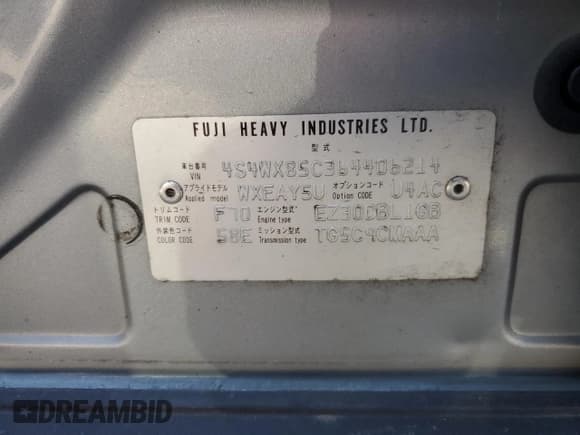 FUJI HEAVY INDUSTRIES LTD.
型式
車台番号 VIN 4S4WX85C364406214
アプライドモデル Applied model WXEAY5U オプションコード Option code U4AC
トリムコード TRIM CODE F70 エンジン型式 Engine type EZ30DBL1GB
外装色コード COLOR CODE 58E ミッション型式 Transmission type TG5C4CWAAA
DREAMBID